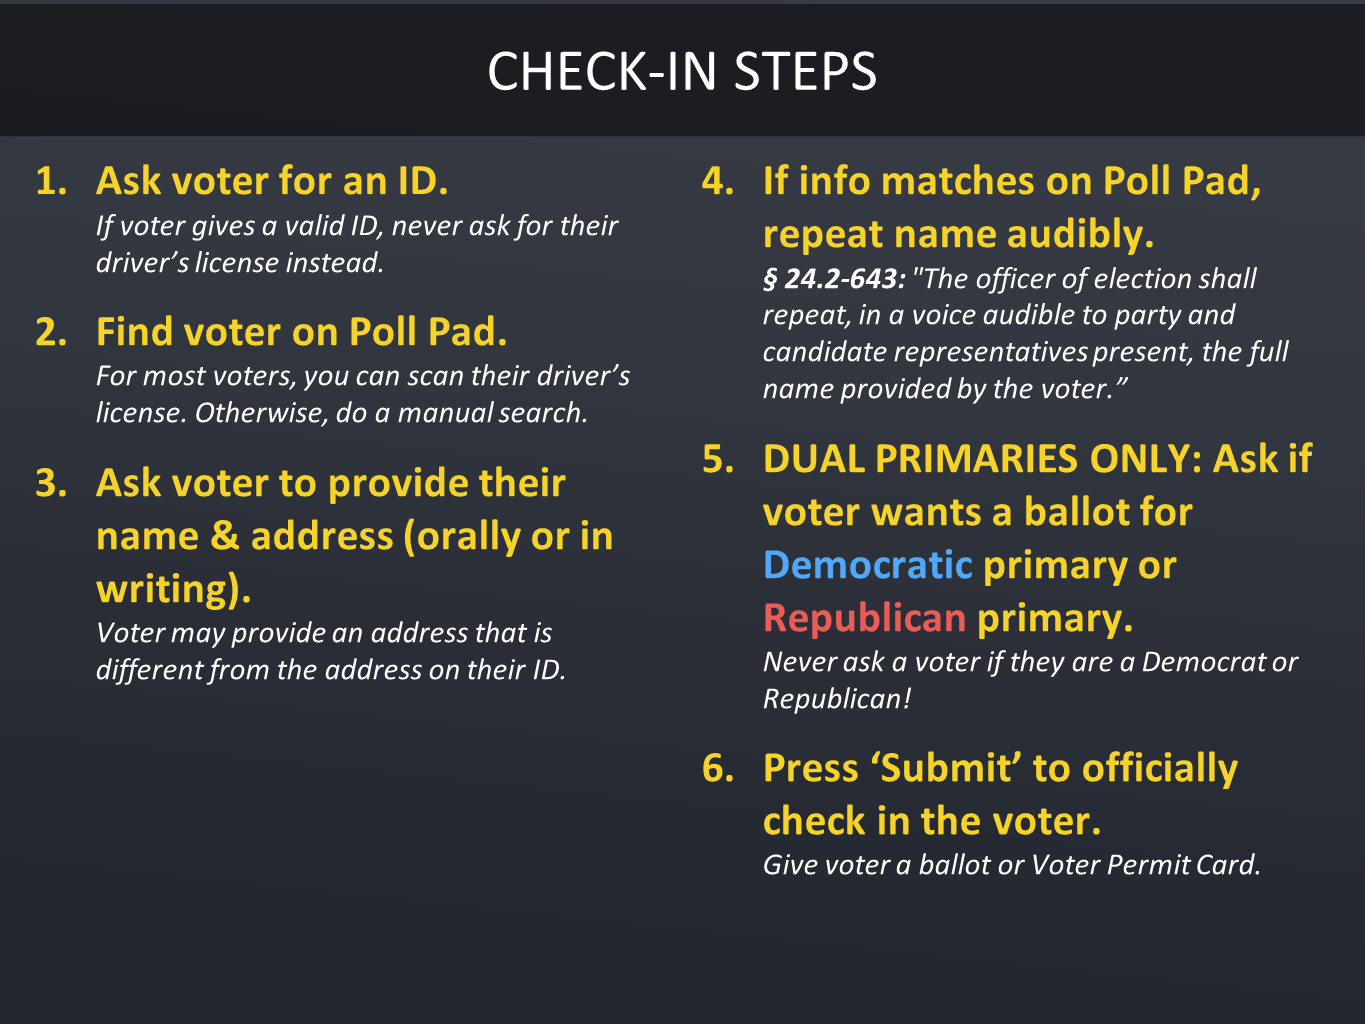 CHECK-IN STEPS
1. Ask voter for an ID.
If voter gives a valid ID, never ask for their
driver’s license instead.
2. Find voter on Poll Pad.
For most voters, you can scan their driver’s
license. Otherwise, do a manual search.
3. Ask voter to provide their
name & address (orally or in
writing).
Voter may provide an address that is
different from the address on their ID.
4. If info matches on Poll Pad,
repeat name audibly.
§ 24.2-643: "The officer of election shall
repeat, in a voice audible to party and
candidate representatives present, the full
name provided by the voter.”
5. DUAL PRIMARIES ONLY: Ask if
voter wants a ballot for
Democratic primary or
Republican primary.
Never ask a voter if they are a Democrat or
Republican!
6. Press ‘Submit’ to officially
check in the voter.
Give voter a ballot or Voter Permit Card.